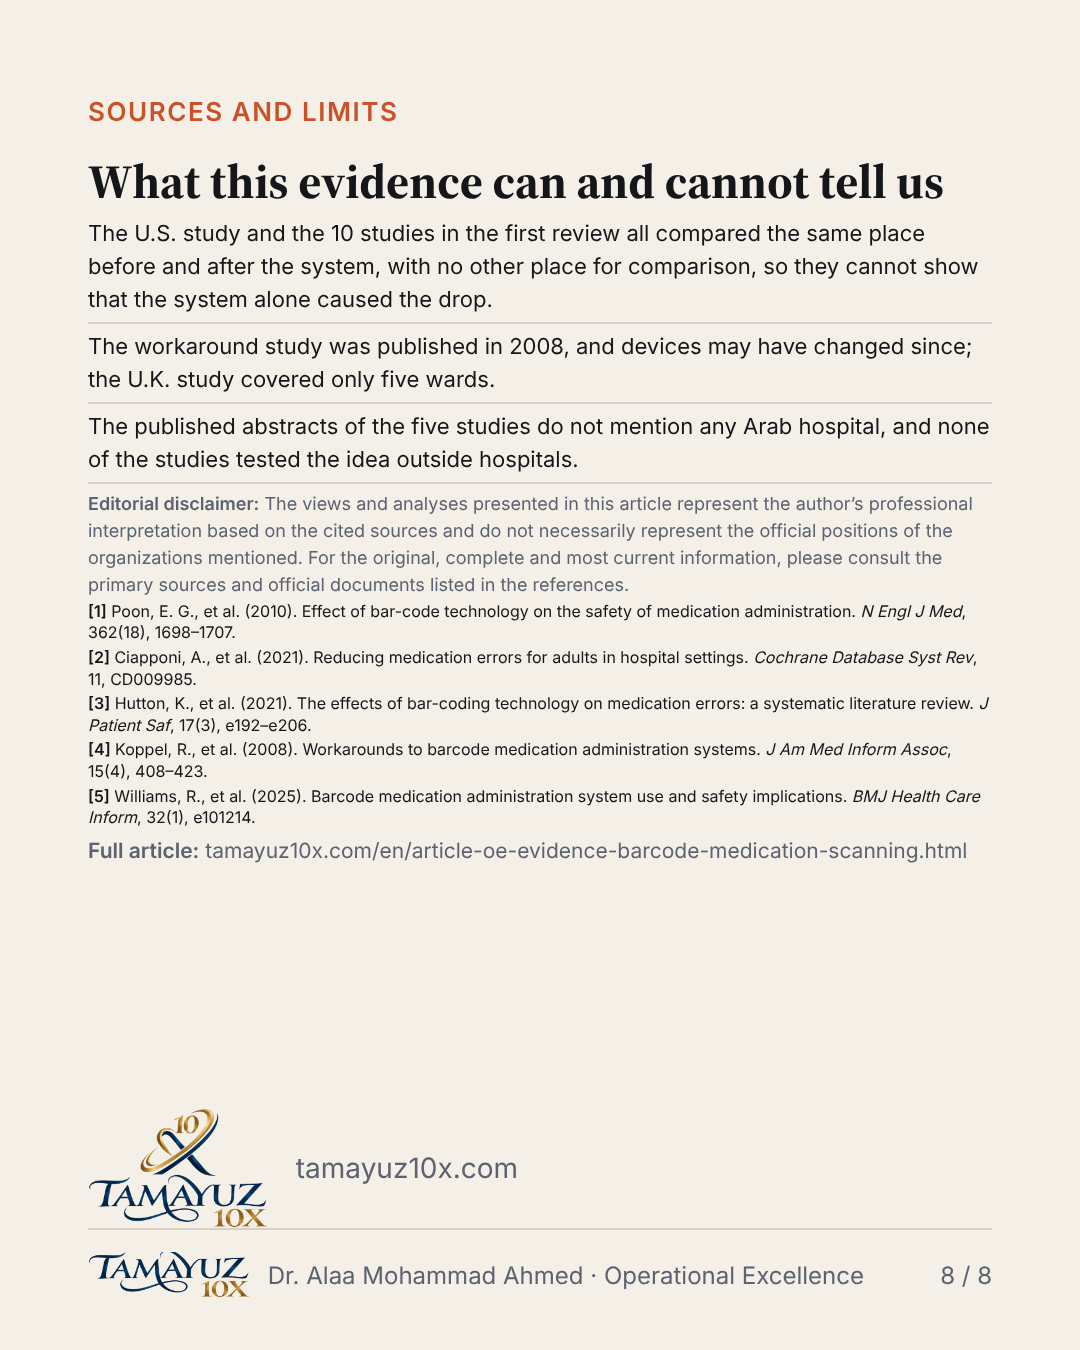 SOURCES AND LIMITS
What this evidence can and cannot tell us
The U.S. study and the 10 studies in the first review all compared the same place
before and after the system, with no other place for comparison, so they cannot show
that the system alone caused the drop.
The workaround study was published in 2008, and devices may have changed since;
the U.K. study covered only five wards.
The published abstracts of the five studies do not mention any Arab hospital, and none
of the studies tested the idea outside hospitals.
Editorial disclaimer: The views and analyses presented in this article represent the author’s professional
interpretation based on the cited sources and do not necessarily represent the official positions of the
organizations mentioned. For the original, complete and most current information, please consult the
primary sources and official documents listed in the references.
[1] Poon, E. G., et al. (2010). Effect of bar-code technology on the safety of medication administration. N Engl J Med,
362(18), 1698–1707.
[2] Ciapponi, A., et al. (2021). Reducing medication errors for adults in hospital settings. Cochrane Database Syst Rev,
11, CD009985.
[3] Hutton, K., et al. (2021). The effects of bar-coding technology on medication errors: a systematic literature review. J
Patient Saf, 17(3), e192–e206.
[4] Koppel, R., et al. (2008). Workarounds to barcode medication administration systems. J Am Med Inform Assoc,
15(4), 408–423.
[5] Williams, R., et al. (2025). Barcode medication administration system use and safety implications. BMJ Health Care
Inform, 32(1), e101214.
Full article: tamayuz10x.com/en/article-oe-evidence-barcode-medication-scanning.html
10
TAMAYUZ
10X
tamayuz10x.com
TAMAYUZ
10X
Dr. Alaa Mohammad Ahmed · Operational Excellence
8 / 8